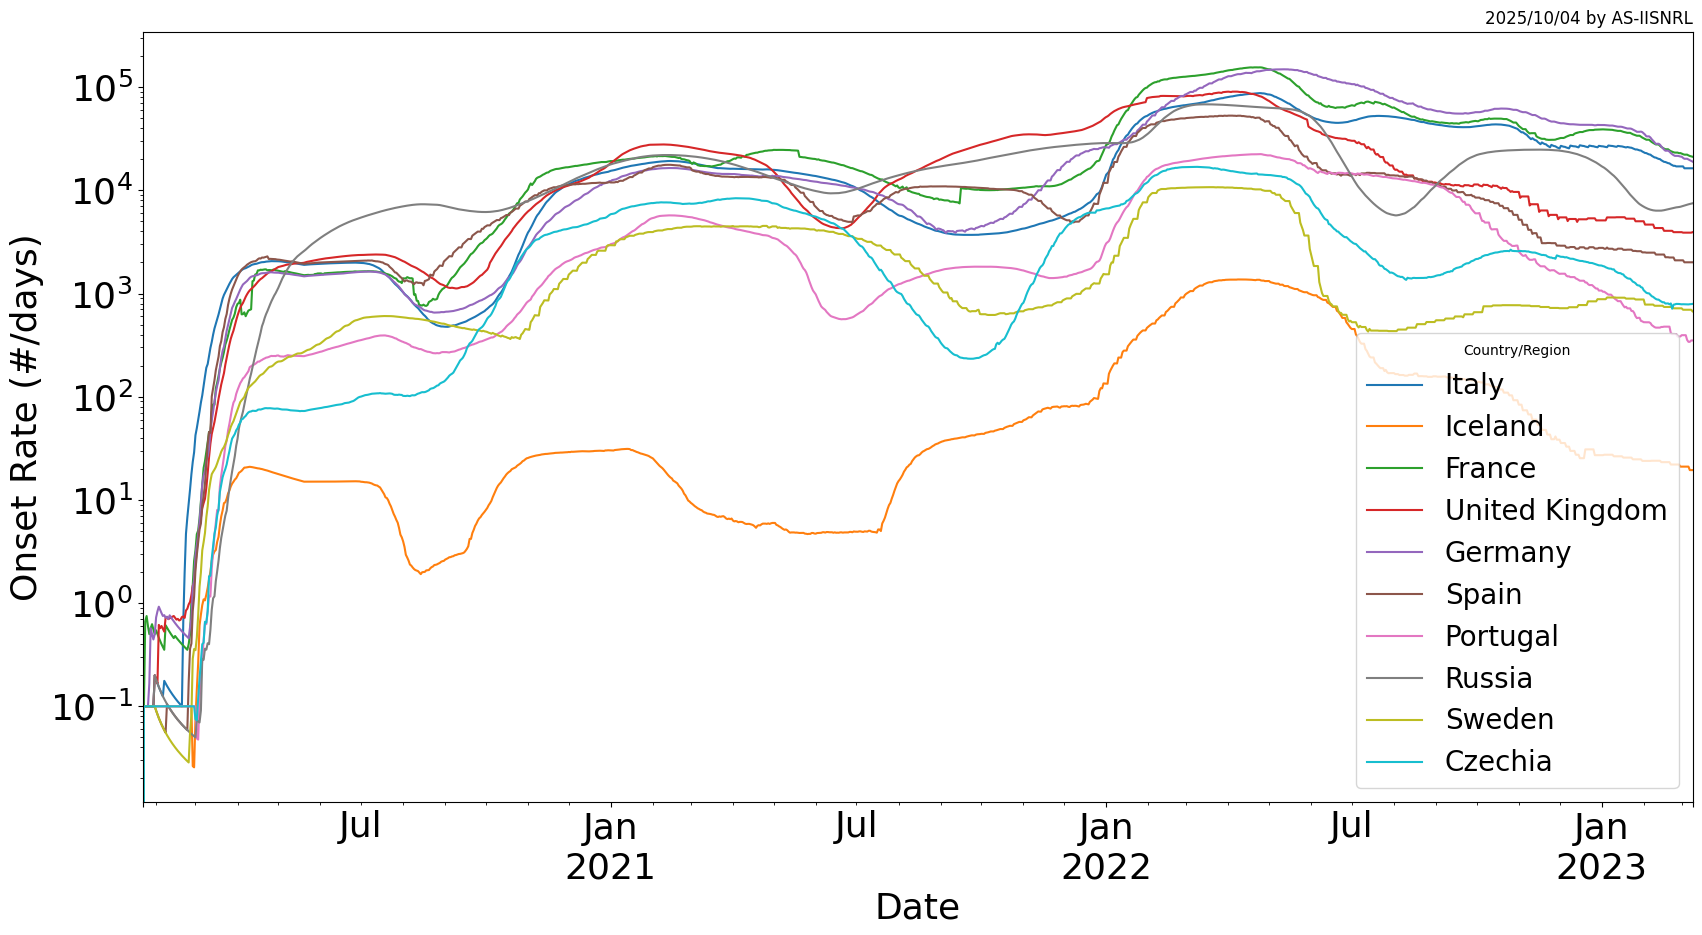 2025/10/04 by AS-IISNRL
Onset Rate (#/days)
10^5
10^4
10^3
10^2
10^1
10^0
10^−1
Country/Region
Italy
Iceland
France
United Kingdom
Germany
Spain
Portugal
Russia
Sweden
Czechia
Jul Jan Jul Jan Jul Jan
2021 2022 2023
Date